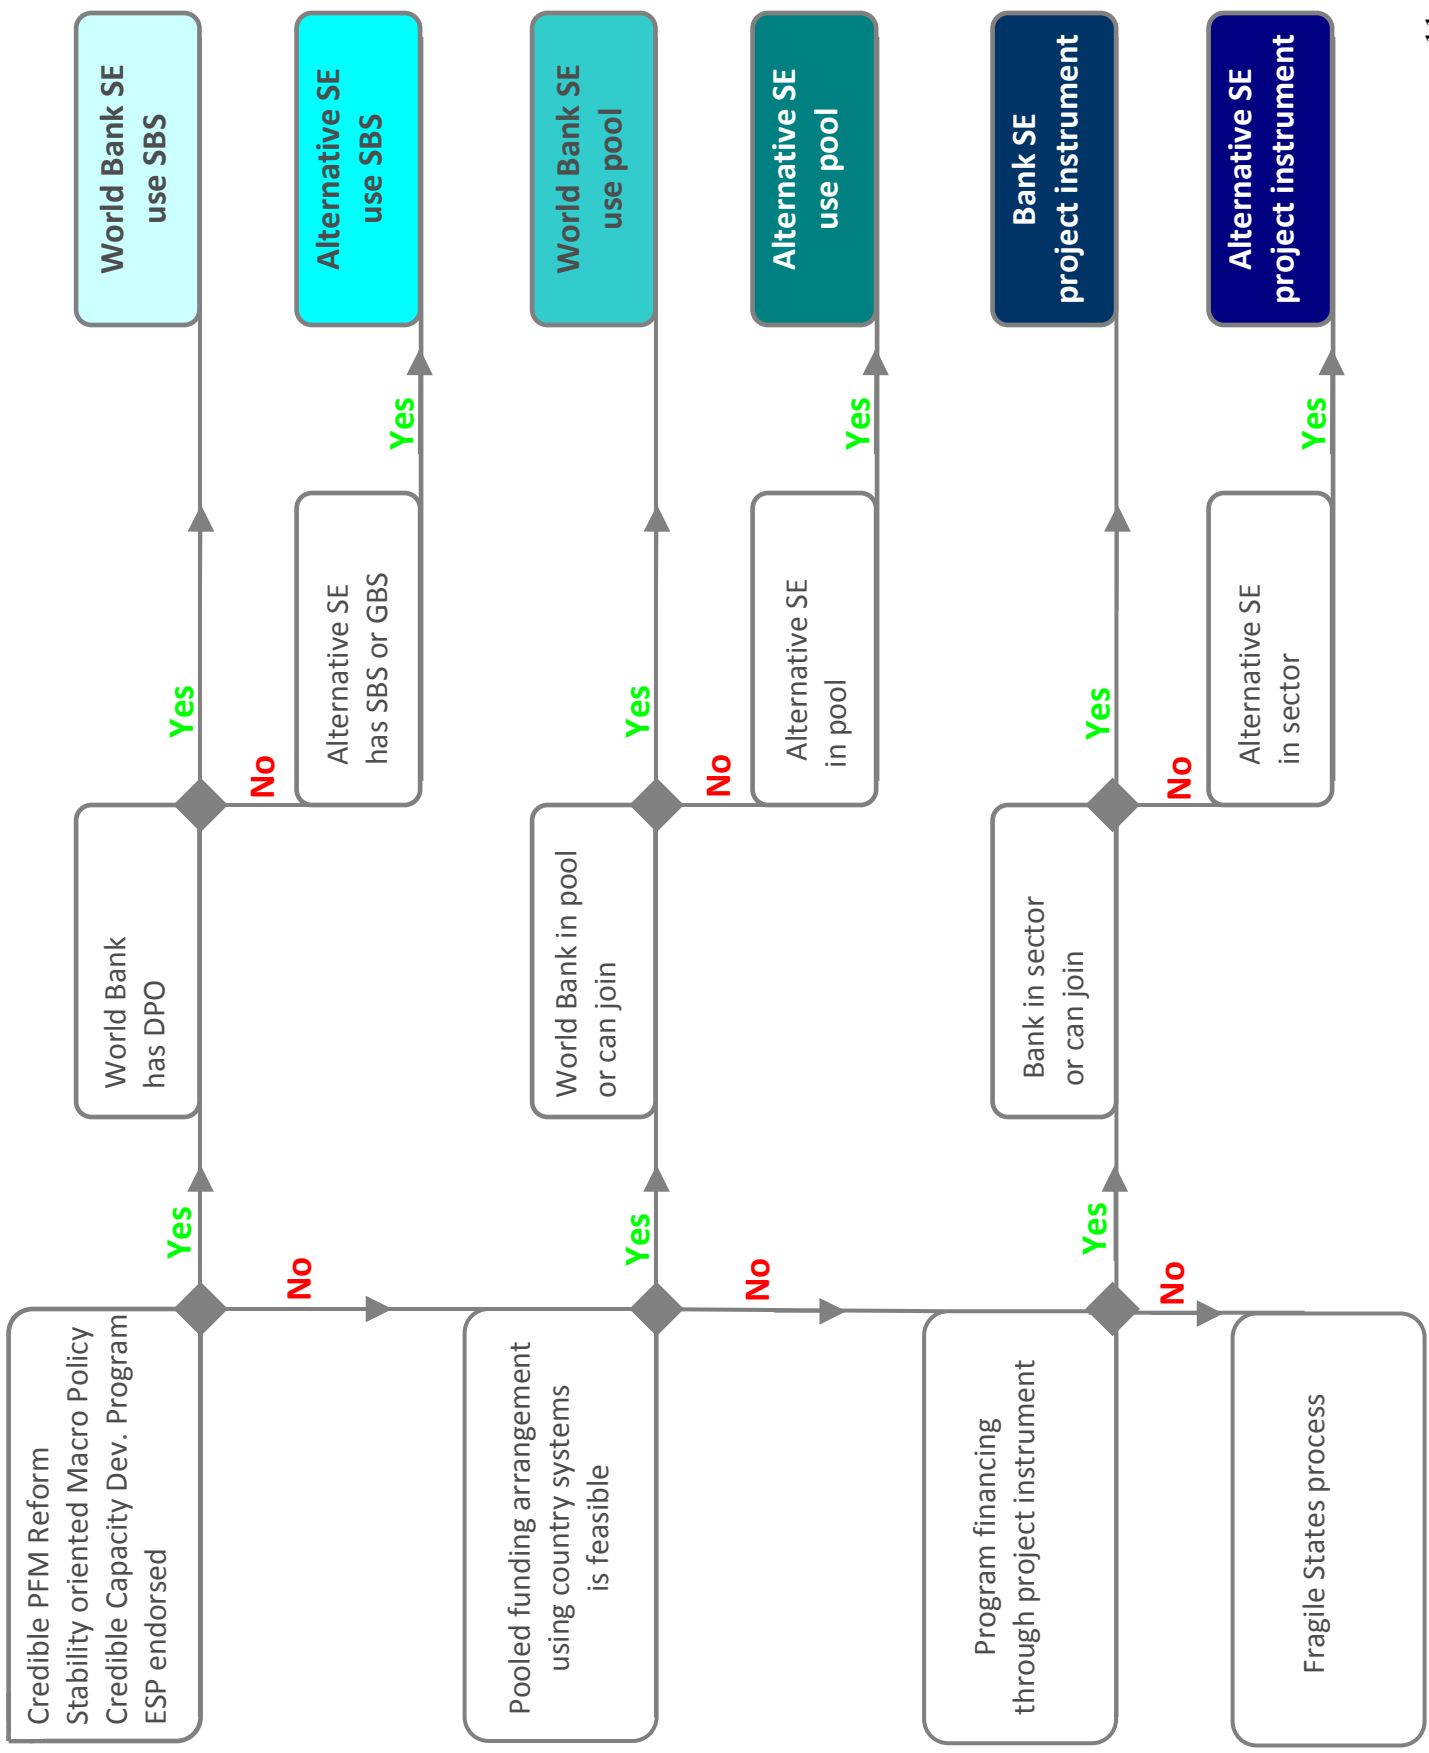 Credible PFM Reform
Stability oriented Macro Policy
Credible Capacity Dev. Program
ESP endorsed
Yes
World Bank
has DPO
Yes
World Bank SE
use SBS
No
No
Alternative SE
has SBS or GBS
Yes
Alternative SE
use SBS
Pooled funding arrangement
using country systems
is feasible
Yes
World Bank in pool
or can join
Yes
World Bank SE
use pool
No
No
Alternative SE
in pool
Yes
Alternative SE
use pool
Program financing
through project instrument
Yes
Bank in sector
or can join
Yes
Bank SE
project instrument
No
No
Alternative SE
in sector
Yes
Alternative SE
project instrument
Fragile States process